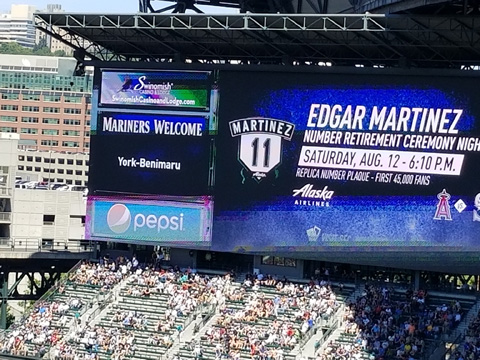 Swinomish
CASINO & LODGE
SwinomishCasinoandLodge.com
MARINERS WELCOME
York-Benimaru
pepsi
MARTINEZ
11
EDGAR MARTINEZ
NUMBER RETIREMENT CEREMONY NIGH
SATURDAY, AUG. 12 - 6:10 P.M.
REPLICA NUMBER PLAQUE - FIRST 45,000 FANS
Alaska
AIRLINES
A